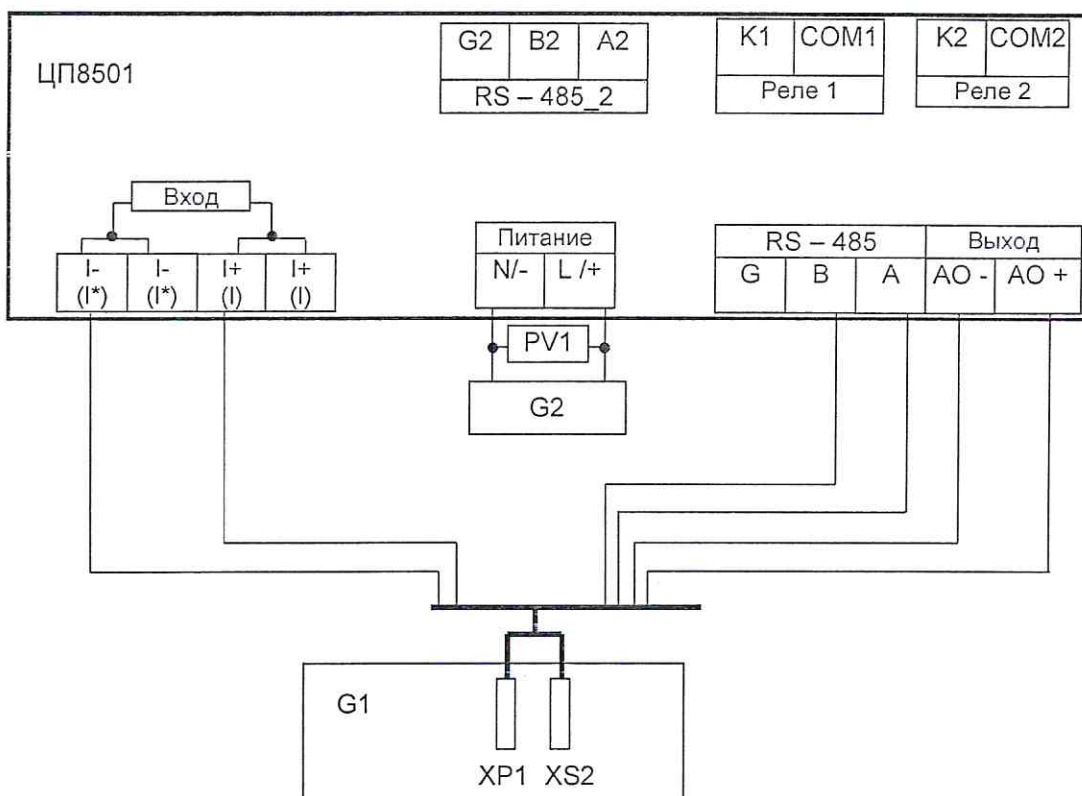 ЦП8501
G2 B2 A2
RS – 485_2
K1 COM1
Реле 1
K2 COM2
Реле 2
Вход
I- I- I+ I+
(I*) (I*) (I) (I)
Питание
N/- L /+
RS – 485 Выход
G B A AO - AO +
PV1
G2
G1
XP1 XS2